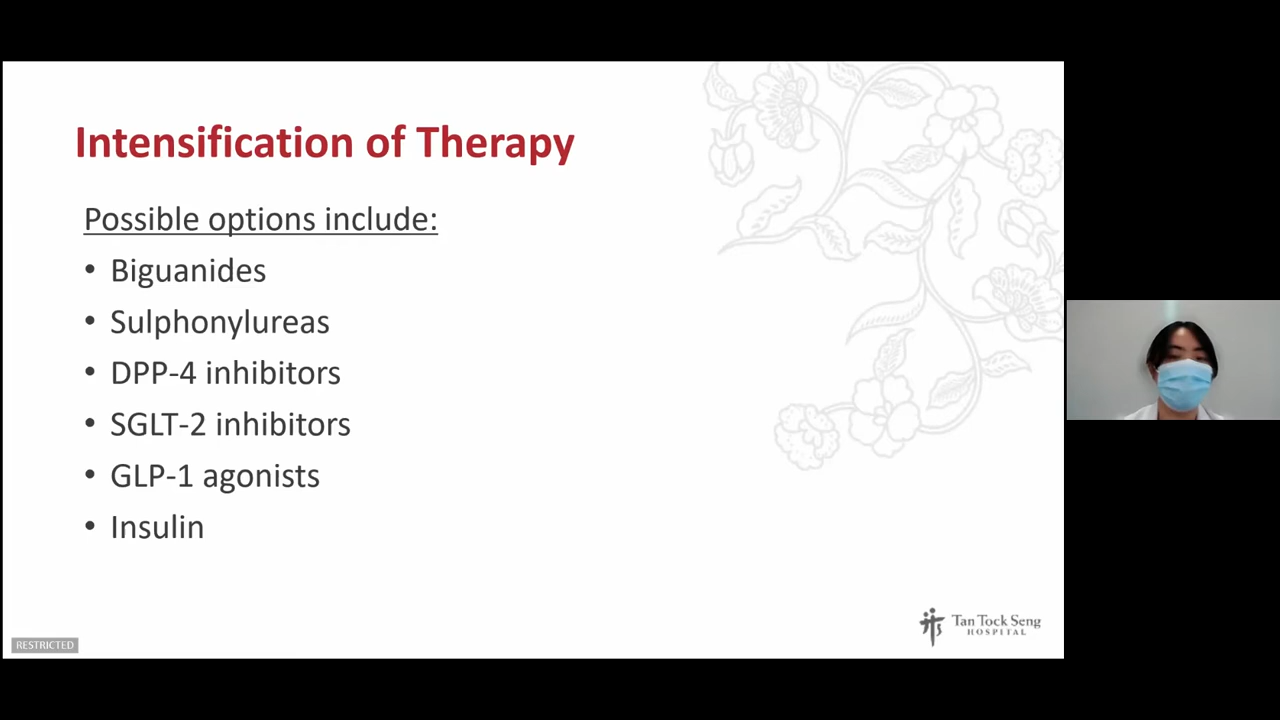 Intensification of Therapy
Possible options include:
• Biguanides
• Sulphonylureas
• DPP-4 inhibitors
• SGLT-2 inhibitors
• GLP-1 agonists
• Insulin
Tan Tock Seng
HOSPITAL
RESTRICTED